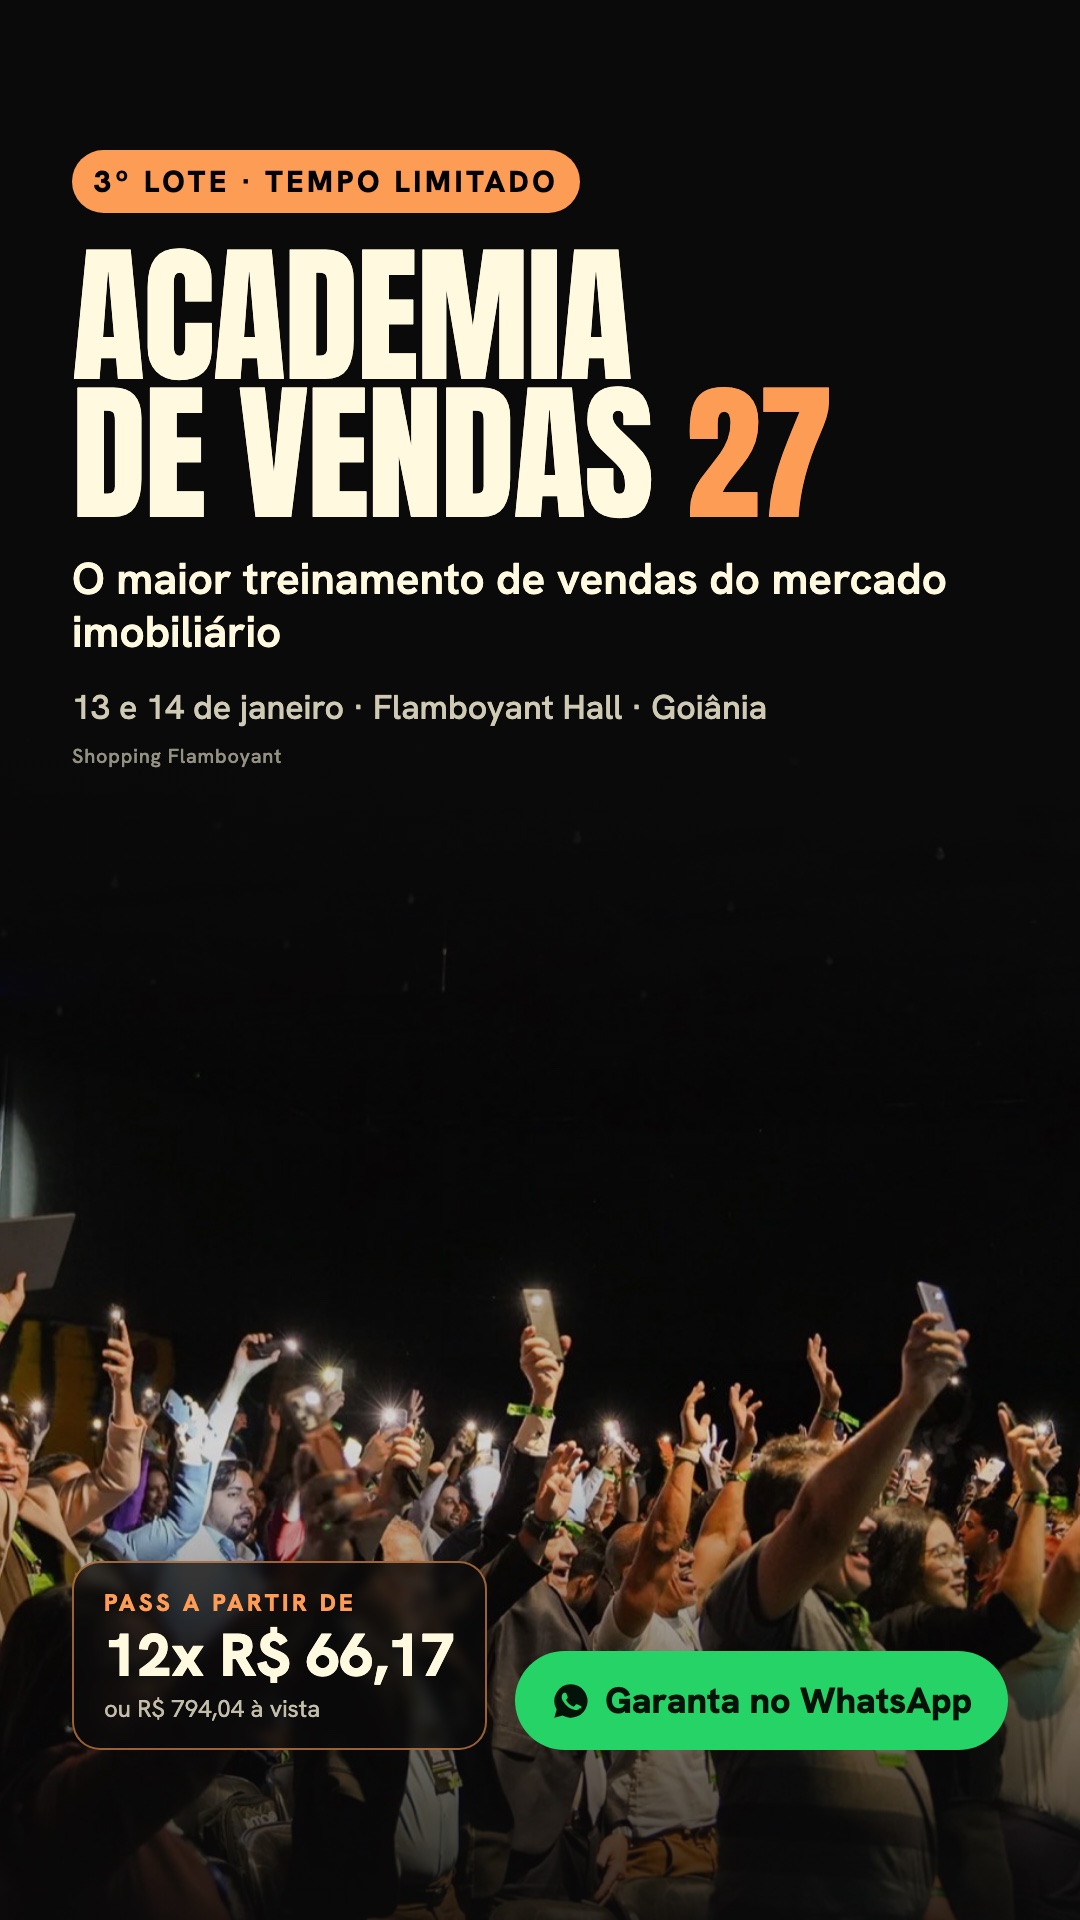 3º LOTE · TEMPO LIMITADO
ACADEMIA
DE VENDAS 27
O maior treinamento de vendas do mercado
imobiliário
13 e 14 de janeiro · Flamboyant Hall · Goiânia
Shopping Flamboyant
PASS A PARTIR DE
12x R$ 66,17
ou R$ 794,04 à vista
Garanta no WhatsApp